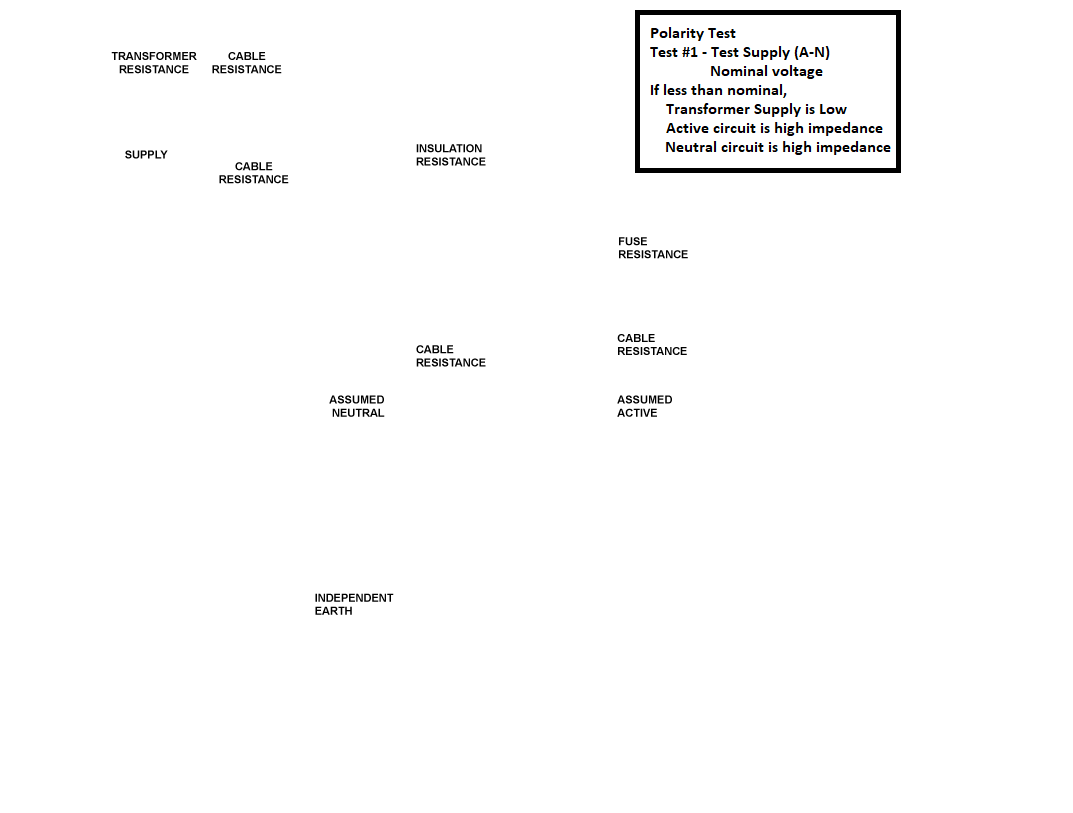 TRANSFORMER
RESISTANCE
CABLE
RESISTANCE
Polarity Test
Test #1 - Test Supply (A-N)
Nominal voltage
If less than nominal,
Transformer Supply is Low
Active circuit is high impedance
Neutral circuit is high impedance
SUPPLY
CABLE
RESISTANCE
INSULATION
RESISTANCE
FUSE
RESISTANCE
CABLE
RESISTANCE
CABLE
RESISTANCE
ASSUMED
NEUTRAL
ASSUMED
ACTIVE
INDEPENDENT
EARTH